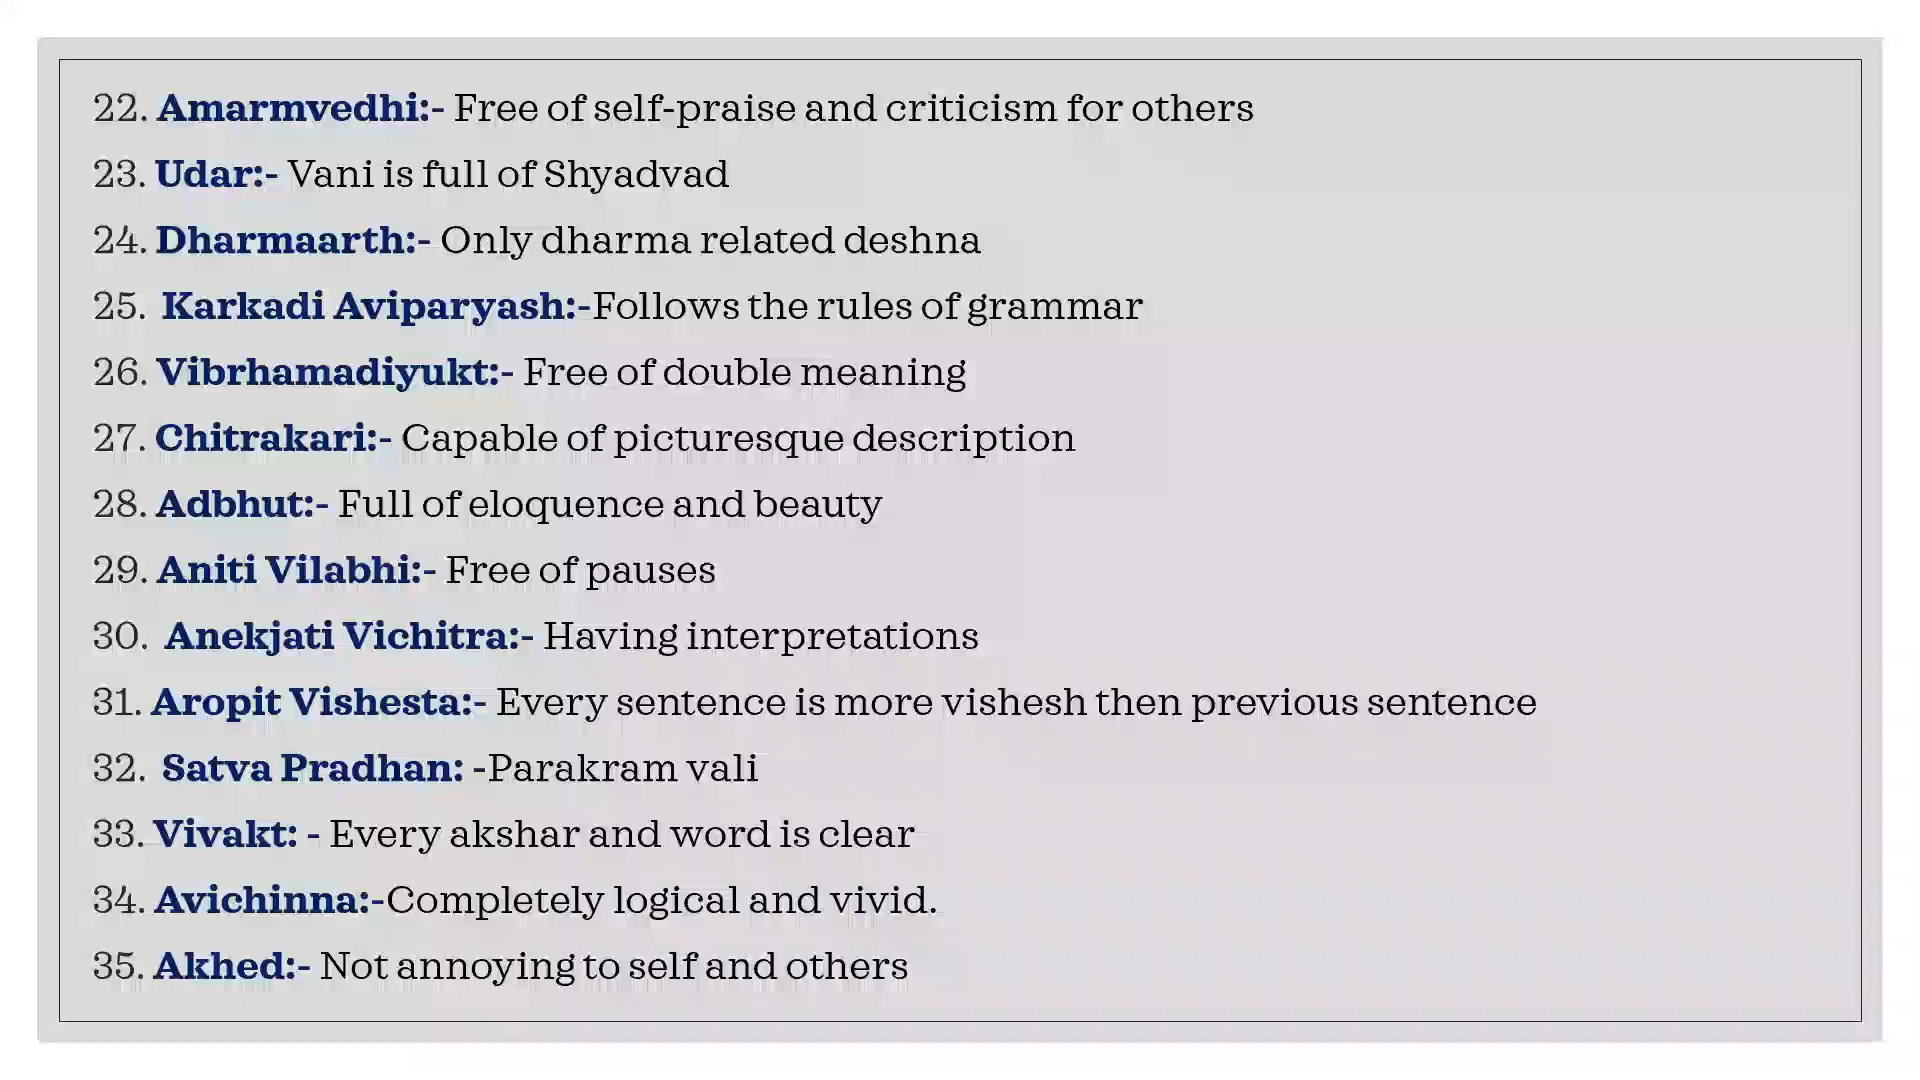 22. Amarmvedhi:- Free of self-praise and criticism for others
23. Udar:- Vani is full of Shyadvad
24. Dharmaarth:- Only dharma related deshna
25. Karkadi Aviparyash:-Follows the rules of grammar
26. Vibrhamadiyukt:- Free of double meaning
27. Chitrakari:- Capable of picturesque description
28. Adbhut:- Full of eloquence and beauty
29. Aniti Vilabhi:- Free of pauses
30. Anekjati Vichitra:- Having interpretations
31. Aropit Vishesta:- Every sentence is more vishesh then previous sentence
32. Satva Pradhan: -Parakram vali
33. Vivakt: - Every akshar and word is clear
34. Avichinna:-Completely logical and vivid.
35. Akhed:- Not annoying to self and others